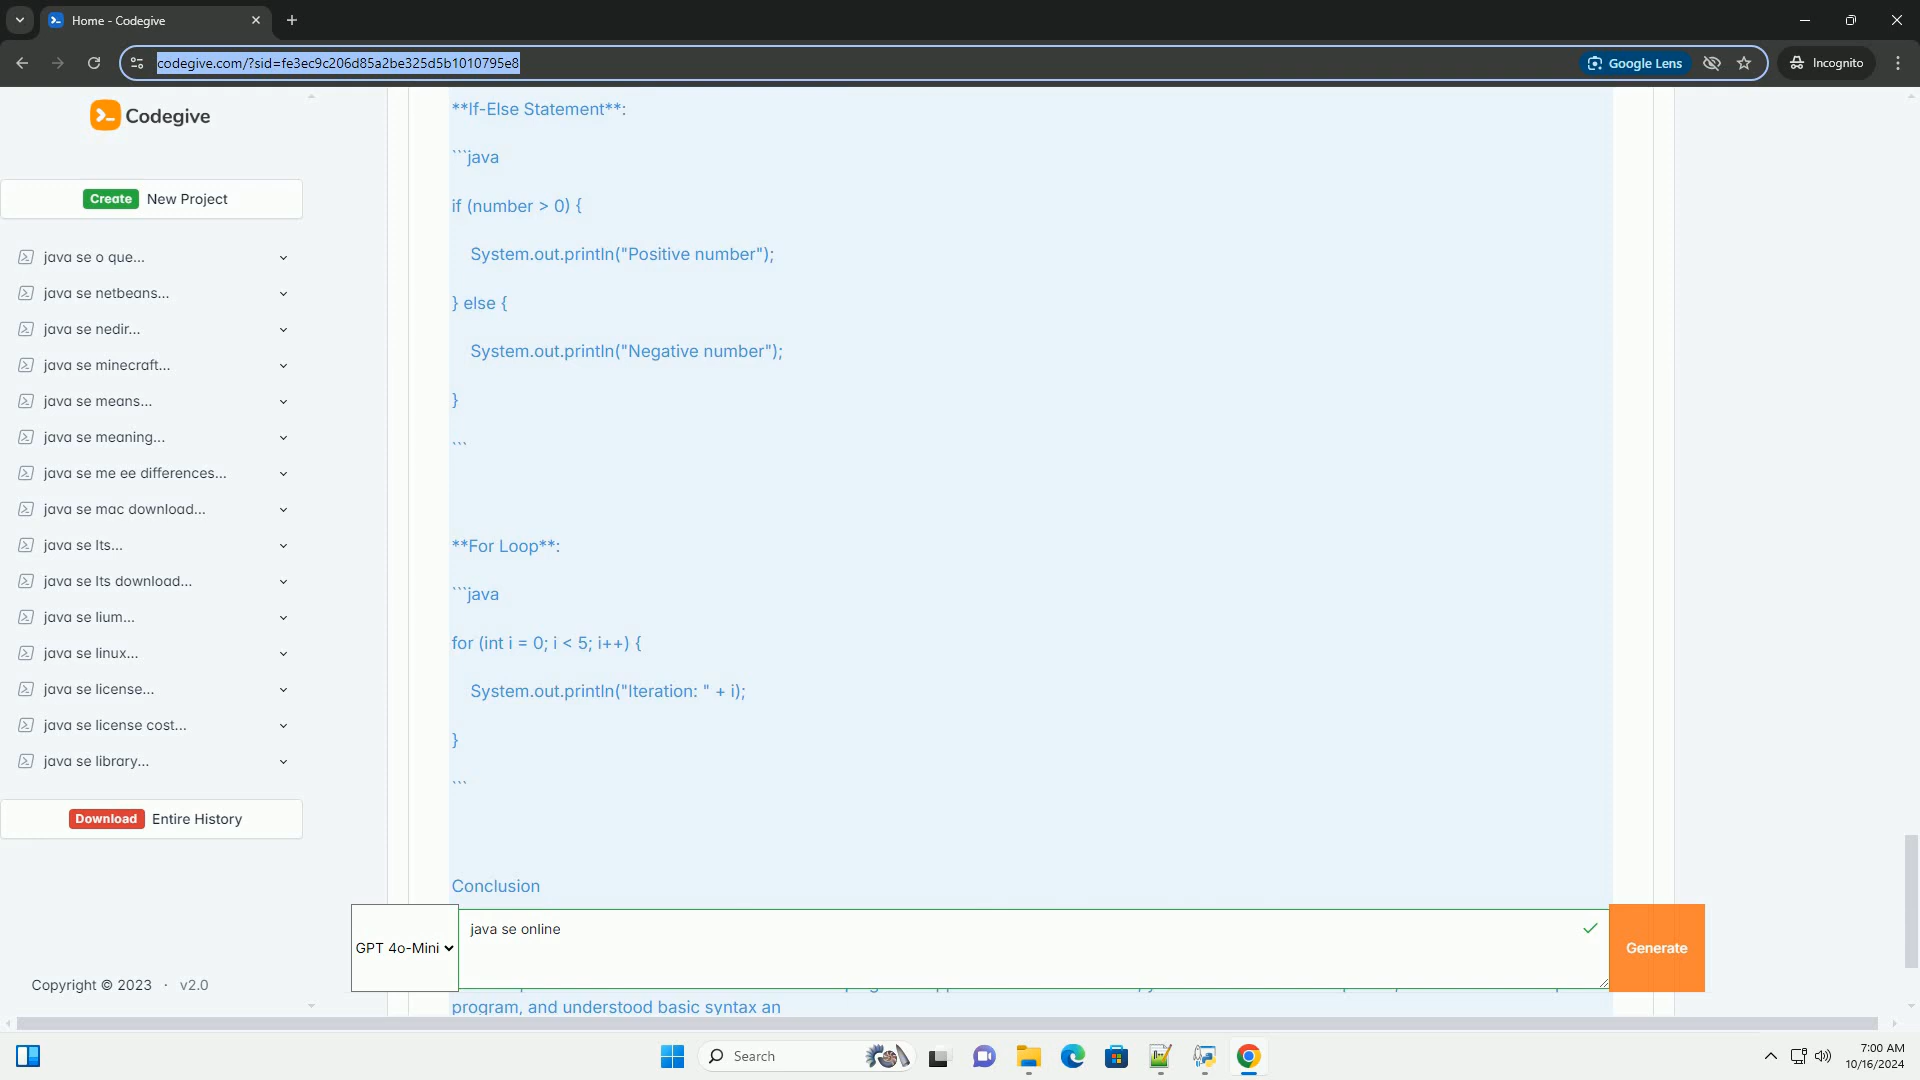 Home - Codegive
codegive.com/?sid=fe3ec9c206d85a2be325d5b1010795e8
Google Lens
Incognito
Codegive
Create New Project
java se o que...
java se netbeans...
java se nedir...
java se minecraft...
java se means...
java se meaning...
java se me ee differences...
java se mac download...
java se lts...
java se lts download...
java se lium...
java se linux...
java se license...
java se license cost...
java se library...
Download Entire History
Copyright © 2023 · v2.0
**If-Else Statement**:
```java
if (number > 0) {
System.out.println("Positive number");
} else {
System.out.println("Negative number");
}
```
**For Loop**:
```java
for (int i = 0; i < 5; i++) {
System.out.println("Iteration: " + i);
}
```
Conclusion
GPT 4o-Mini
java se online
Generate
program, and understood basic syntax an
Search
7:00 AM
10/16/2024